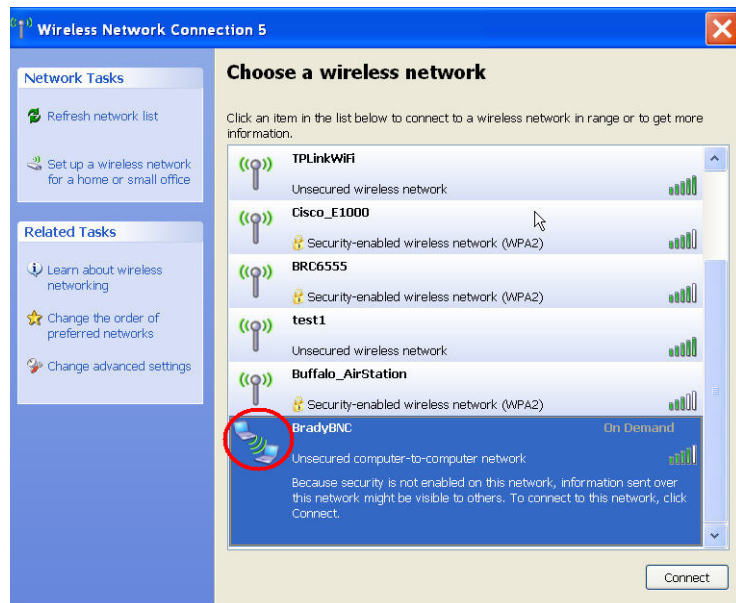 Wireless Network Connection 5
Network Tasks
Refresh network list
Set up a wireless network
for a home or small office
Related Tasks
Learn about wireless
networking
Change the order of
preferred networks
Change advanced settings
Choose a wireless network
Click an item in the list below to connect to a wireless network in range or to get more
information.
TPLinkWiFi
Unsecured wireless network
Cisco_E1000
Security-enabled wireless network (WPA2)
BRC6555
Security-enabled wireless network (WPA2)
test1
Unsecured wireless network
Buffalo_AirStation
Security-enabled wireless network (WPA2)
BradyBNC On Demand
Unsecured computer-to-computer network
Because security is not enabled on this network, information sent over
this network might be visible to others. To connect to this network, click
Connect.
Connect